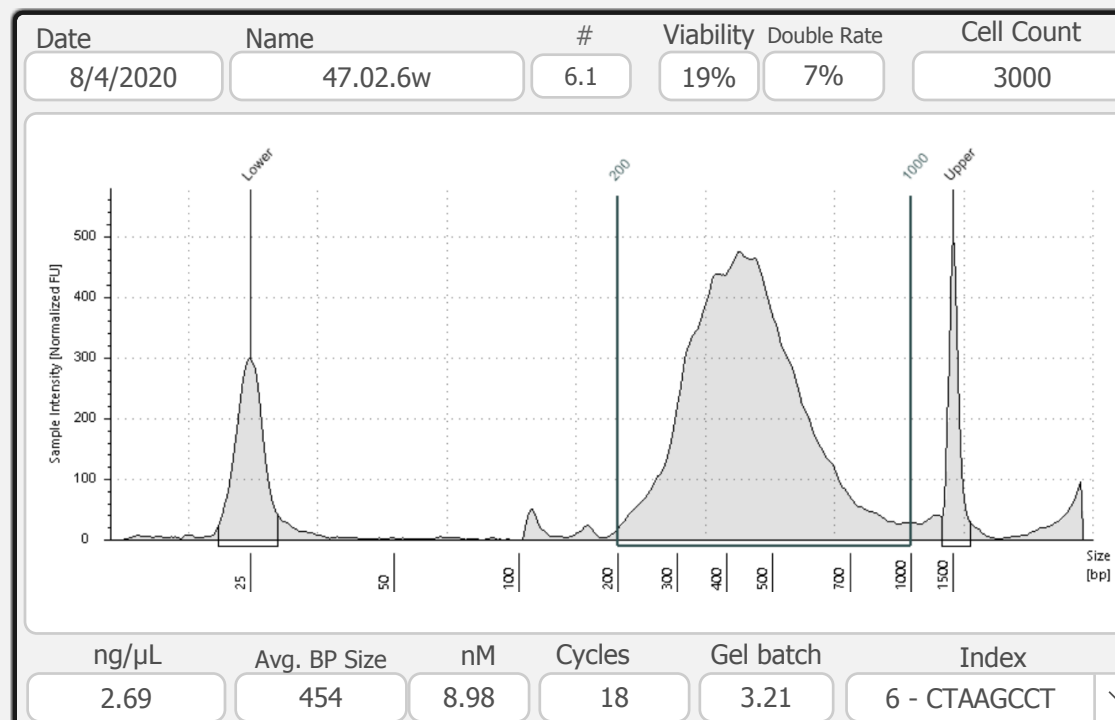 Date Name # Viability Double Rate Cell Count
8/4/2020 47.02.6w 6.1 19% 7% 3000
Lower 200 1000 Upper
Sample Intensity [Normalized FU]
500
400
300
200
100
0
25 50 100 200 300 400 500 700 1000 1500
Size
[bp]
ng/µL Avg. BP Size nM Cycles Gel batch Index
2.69 454 8.98 18 3.21 6 - CTAAGCCT